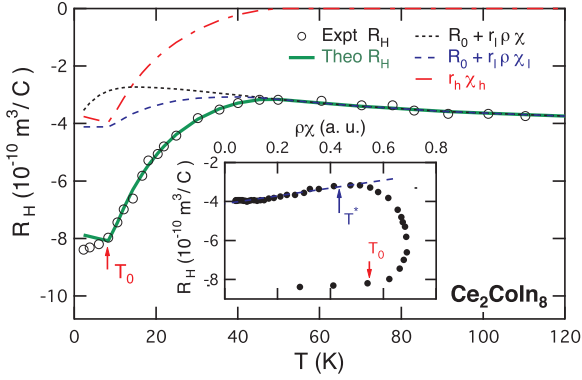 0
-2
-4
-6
-8
-10
R_H (10^-10 m^3/ C)
Expt R_H
Theo R_H
R_0 + r_l ρ χ
R_0 + r_l ρ χ_l
r_h χ_h
ρχ (a. u.)
0.0 0.2 0.4 0.6 0.8
-2
-4
-6
-8
R_H (10^-10 m^3/ C)
T*
T_0
T_0
Ce_2CoIn_8
0 20 40 60 80 100 120
T (K)